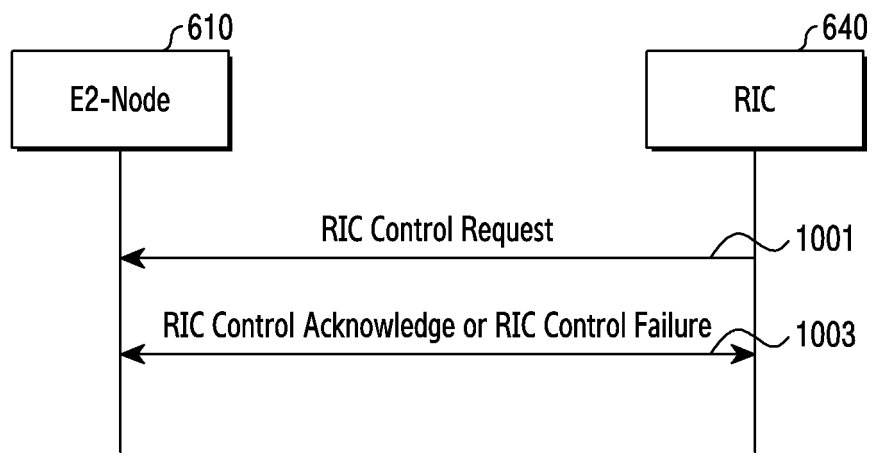 610
640
E2-Node
RIC
RIC Control Request
1001
RIC Control Acknowledge or RIC Control Failure
1003